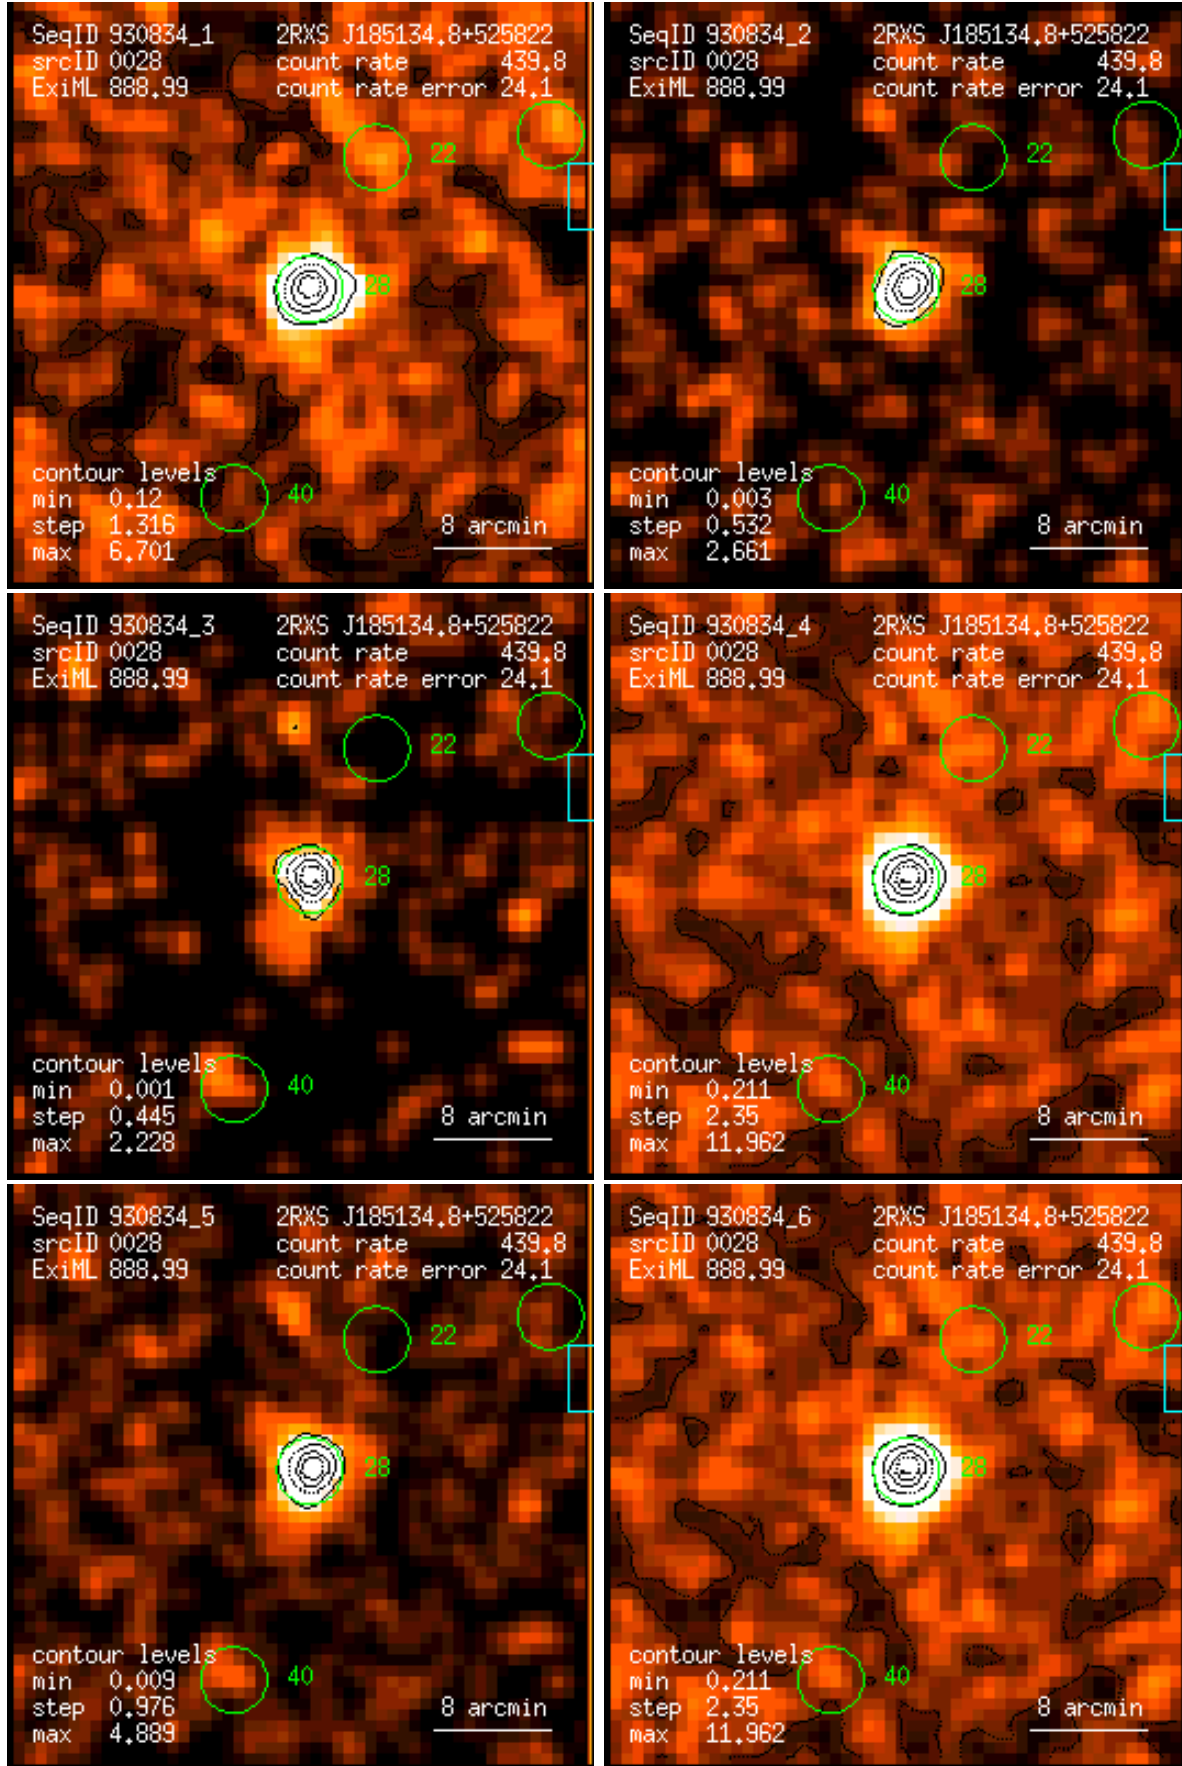 SeqID 930834_1 2RXS J185134.8+525822
srcID 0028 count rate 439.8
ExiML 888.99 count rate error 24.1
22
28
contour levels
min 0.12 40
step 1.316 8 arcmin
max 6.701
SeqID 930834_2 2RXS J185134.8+525822
srcID 0028 count rate 439.8
ExiML 888.99 count rate error 24.1
22
28
contour levels
min 0.003 40
step 0.532 8 arcmin
max 2.661
SeqID 930834_3 2RXS J185134.8+525822
srcID 0028 count rate 439.8
ExiML 888.99 count rate error 24.1
22
28
contour levels
min 0.001 40
step 0.445 8 arcmin
max 2.228
SeqID 930834_4 2RXS J185134.8+525822
srcID 0028 count rate 439.8
ExiML 888.99 count rate error 24.1
22
28
contour levels
min 0.211 40
step 2.35 8 arcmin
max 11.962
SeqID 930834_5 2RXS J185134.8+525822
srcID 0028 count rate 439.8
ExiML 888.99 count rate error 24.1
22
28
contour levels
min 0.009 40
step 0.976 8 arcmin
max 4.889
SeqID 930834_6 2RXS J185134.8+525822
srcID 0028 count rate 439.8
ExiML 888.99 count rate error 24.1
22
28
contour levels
min 0.211 40
step 2.35 8 arcmin
max 11.962